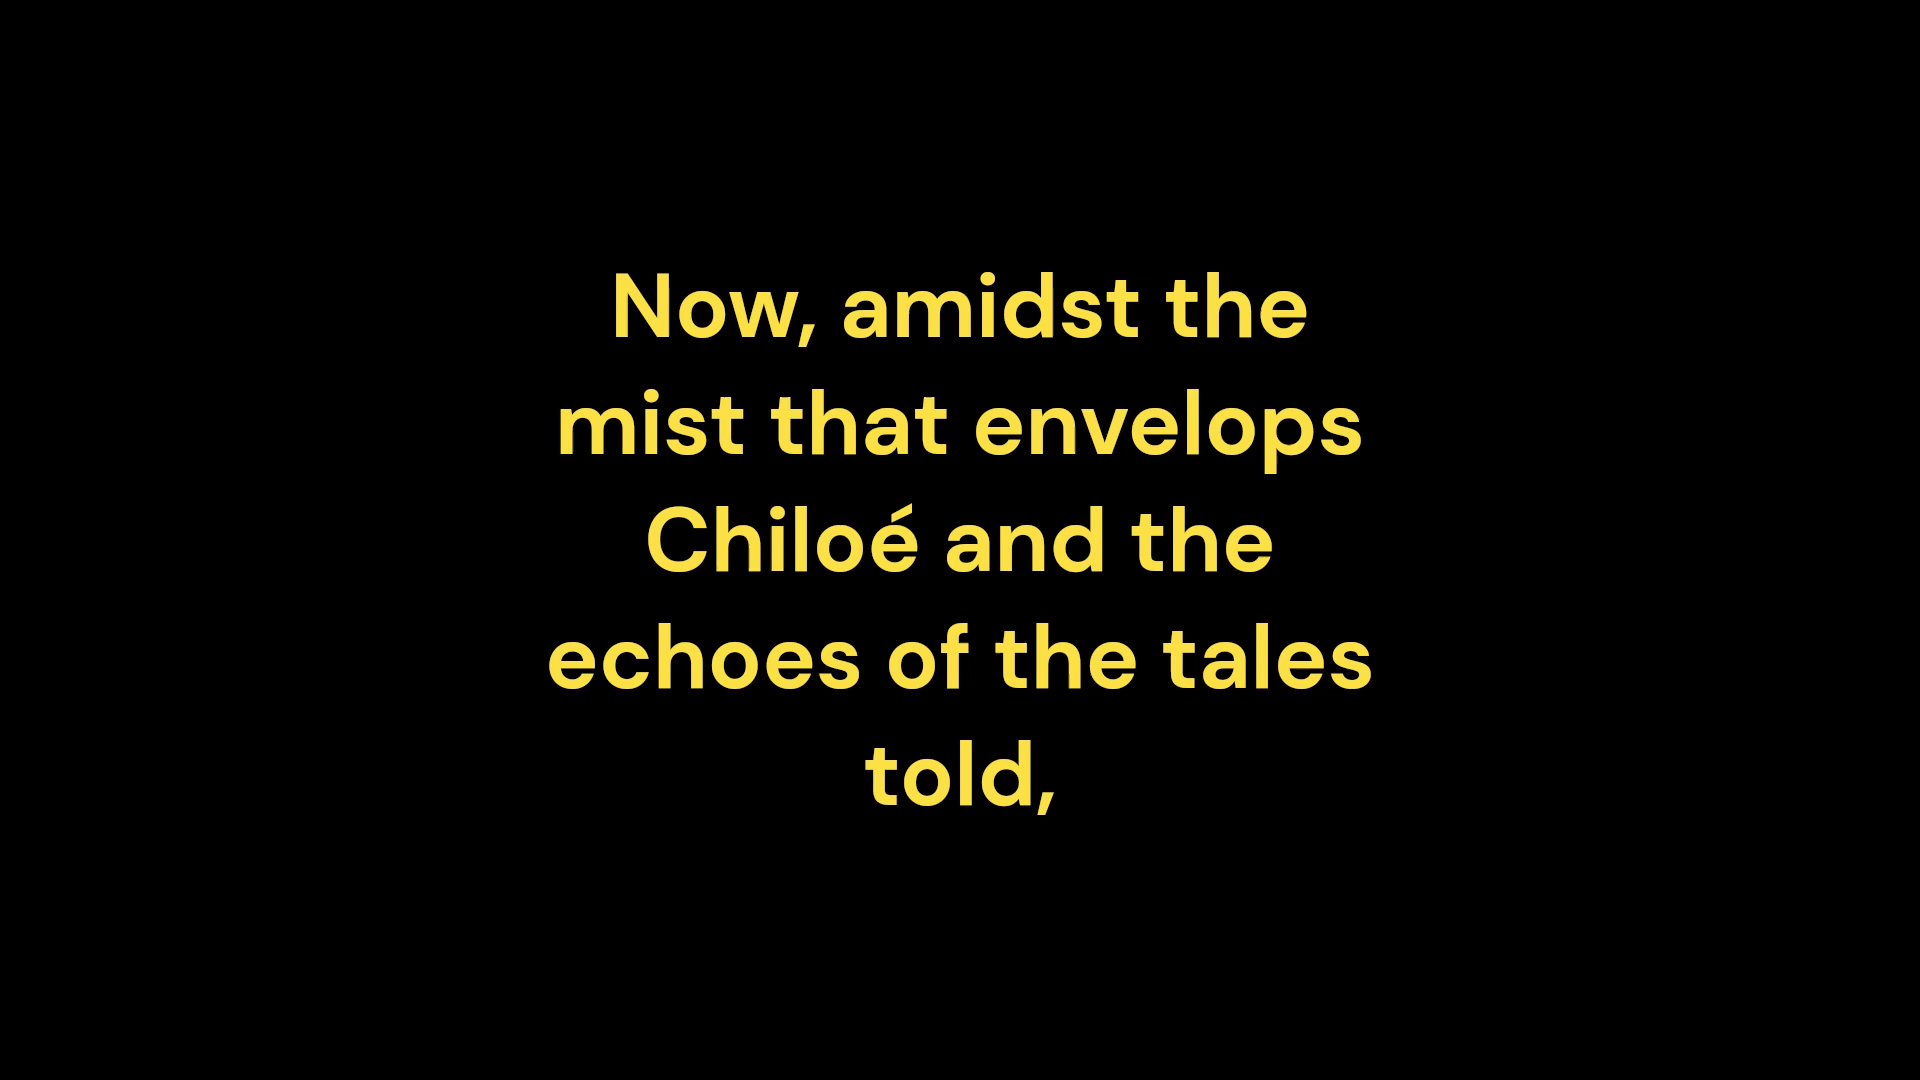 Now, amidst the
mist that envelops
Chiloé and the
echoes of the tales
told,